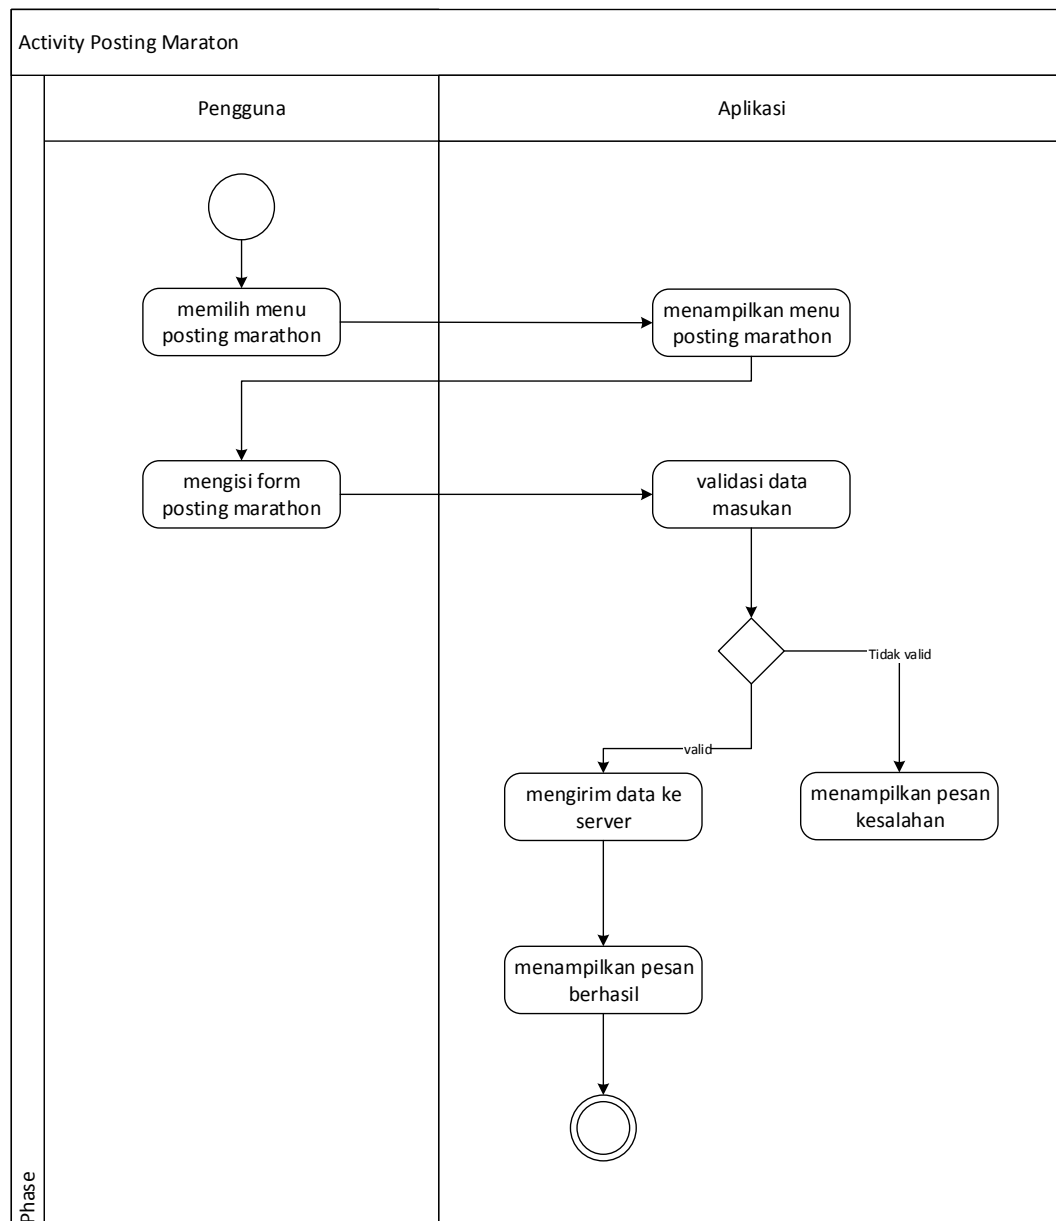 Activity Posting Maraton
Pengguna
Aplikasi
memilih menu
posting marathon
menampilkan menu
posting marathon
mengisi form
posting marathon
validasi data
masukan
Tidak valid
valid
mengirim data ke
server
menampilkan pesan
kesalahan
menampilkan pesan
berhasil
Phase